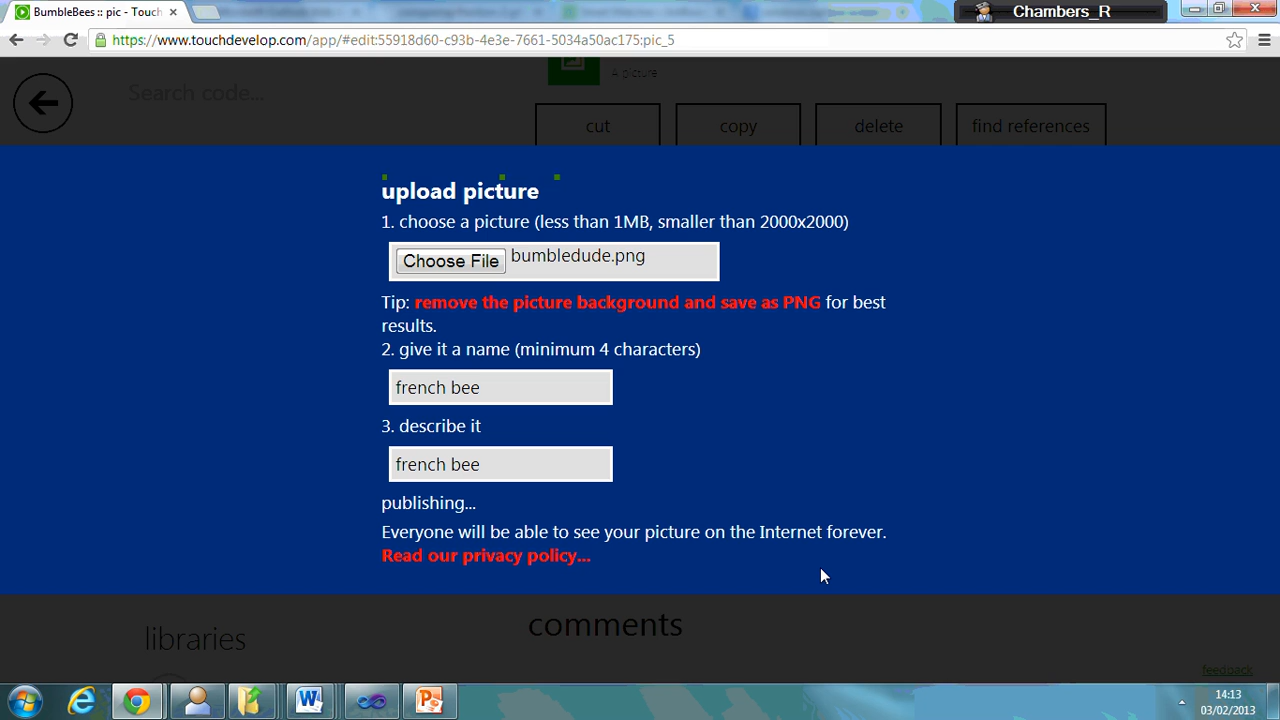 BumbleBees :: pic - Touch
Chambers_R
https://www.touchdevelop.com/app/#edit:55918d60-c93b-4e3e-7661-5034a50ac175:pic_5
A picture
Search code...
cut
copy
delete
find references
upload picture
1. choose a picture (less than 1MB, smaller than 2000x2000)
Choose File bumbledude.png
Tip: remove the picture background and save as PNG for best
results.
2. give it a name (minimum 4 characters)
french bee
3. describe it
french bee
publishing...
Everyone will be able to see your picture on the Internet forever.
Read our privacy policy...
libraries
comments
feedback
14:13
03/02/2013